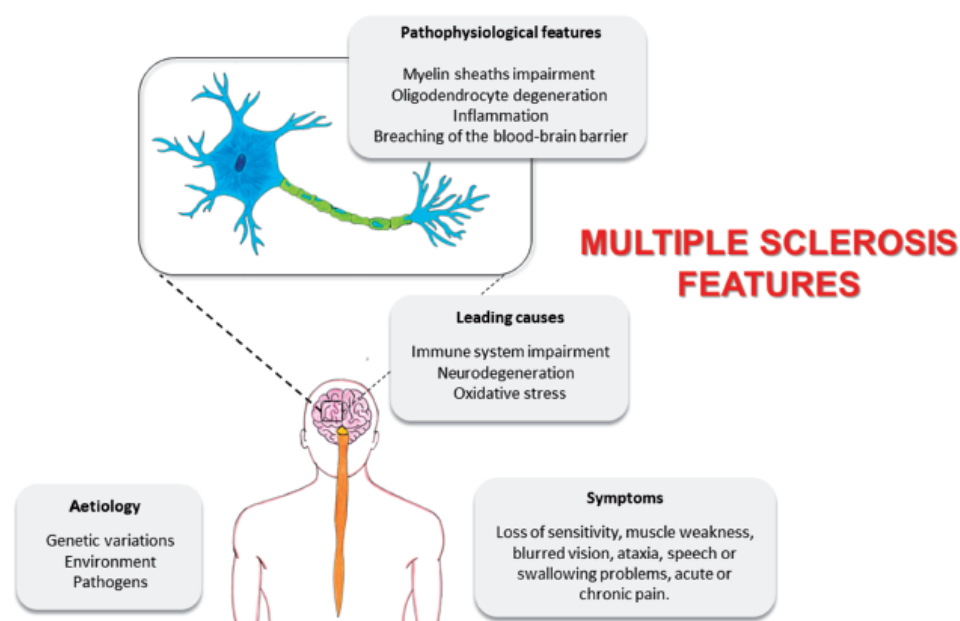 Pathophysiological features
Myelin sheaths impairment
Oligodendrocyte degeneration
Inflammation
Breaching of the blood-brain barrier
MULTIPLE SCLEROSIS
FEATURES
Leading causes
Immune system impairment
Neurodegeneration
Oxidative stress
Aetiology
Genetic variations
Environment
Pathogens
Symptoms
Loss of sensitivity, muscle weakness,
blurred vision, ataxia, speech or
swallowing problems, acute or
chronic pain.